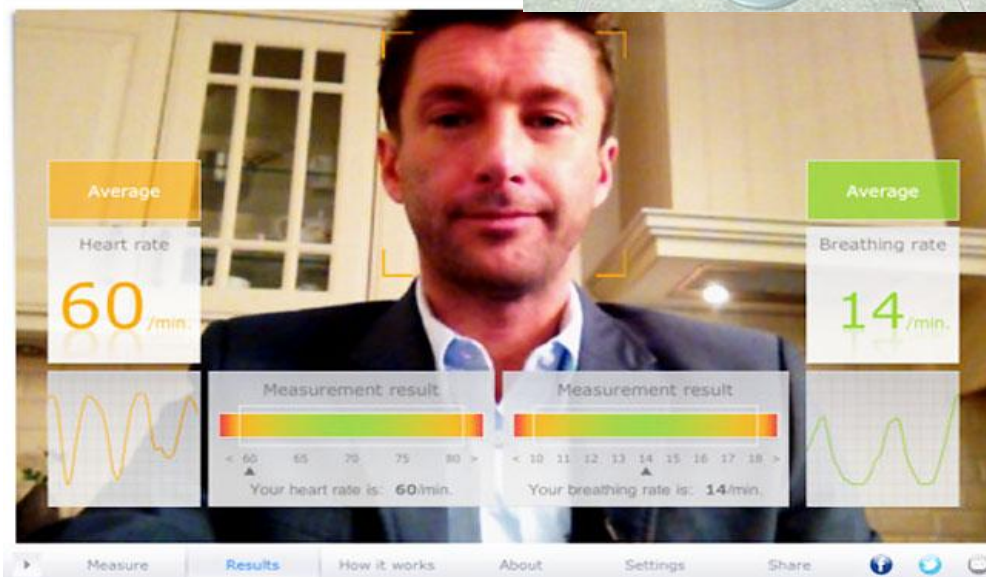 Average
Heart rate
60 /min.
Average
Breathing rate
14 /min.
Measurement result
< 60 65 70 75 80 >
Your heart rate is: 60/min.
Measurement result
< 10 11 12 13 14 15 16 17 18 >
Your breathing rate is: 14/min.
Measure Results How it works About Settings Share